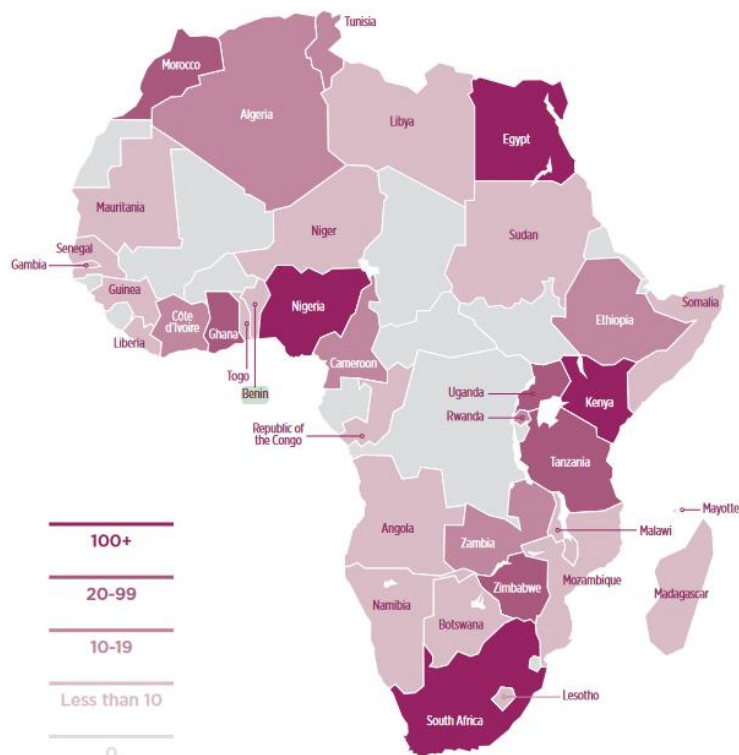 Tunisia
Morocco
Algeria
Libya
Egypt
Mauritania
Niger
Sudan
Senegal
Gambia
Guinea
Nigeria
Somalia
Côte
d'Ivoire
Ghana
Ethiopia
Liberia
Cameroon
Togo
Benin
Uganda
Kenya
Rwanda
Republic of
the Congo
Tanzania
Mayotte
Angola
Malawi
Zambia
100+
Mozambique
Zimbabwe
Madagascar
20-99
Namibia
Botswana
10-19
Lesotho
Less than 10
South Africa
0